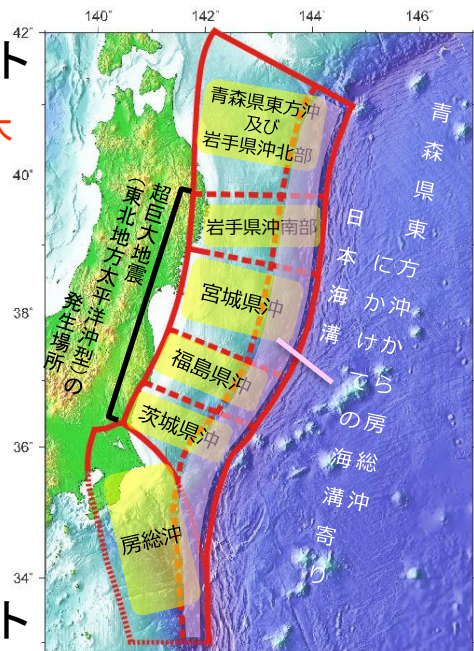 140˚
142˚
144˚
146˚
42˚
40˚
38˚
36˚
34˚
ト
大
ト
青森県東方沖
及び
岩手県沖北部
岩手県沖南部
宮城県沖
福島県沖
茨城県沖
房総沖
超巨大地震
(東北地方太平洋沖型)の
発生場所
青森県東方沖から房総沖
にかけての海溝寄り
日本海溝